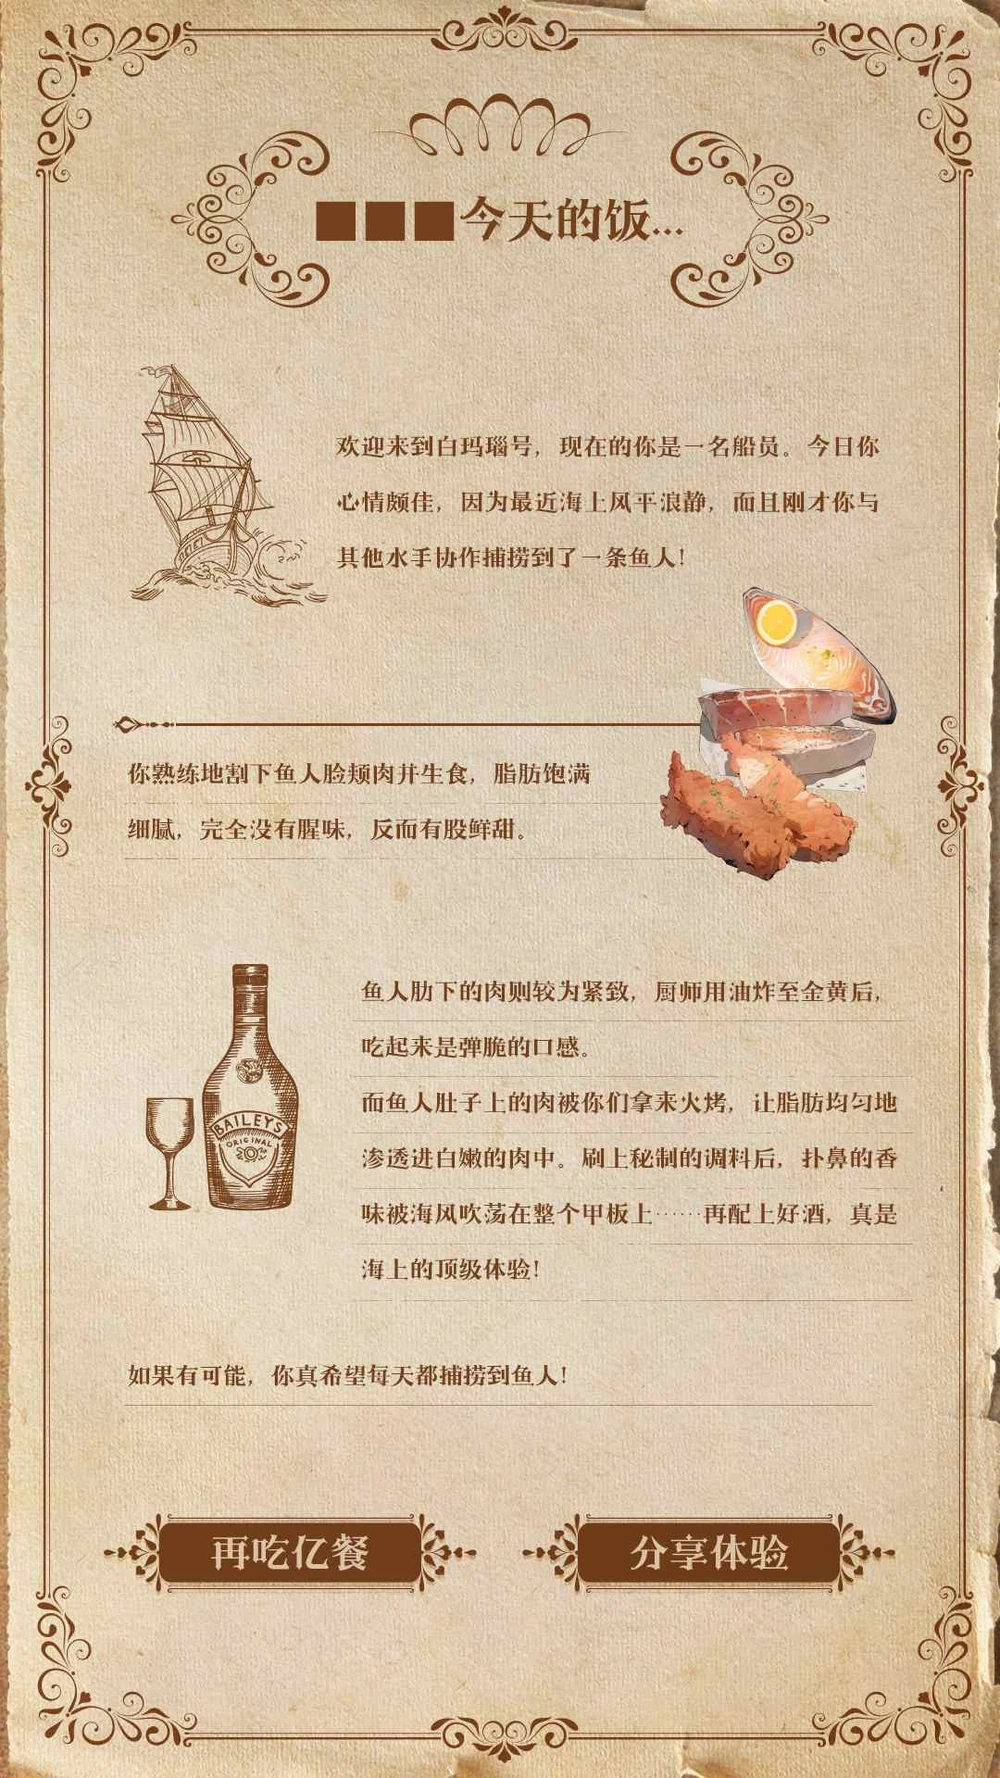 ■■■今天的饭...
欢迎来到白玛瑙号，现在的你是一名船员。今日你
心情颇佳，因为最近海上风平浪静，而且刚才你与
其他水手协作捕捞到了一条鱼人！
你熟练地割下鱼人脸颊肉并生食，脂肪饱满
细腻，完全没有腥味，反而有股鲜甜。
鱼人肋下的肉则较为紧致，厨师用油炸至金黄后，
吃起来是弹脆的口感。
而鱼人肚子上的肉被你们拿来火烤，让脂肪均匀地
渗透进白嫩的肉中。刷上秘制的调料后，扑鼻的香
味被海风吹荡在整个甲板上……再配上好酒，真是
海上的顶级体验！
BAILEYS
ORIGINAL
如果有可能，你真希望每天都捕捞到鱼人！
再吃亿餐
分享体验